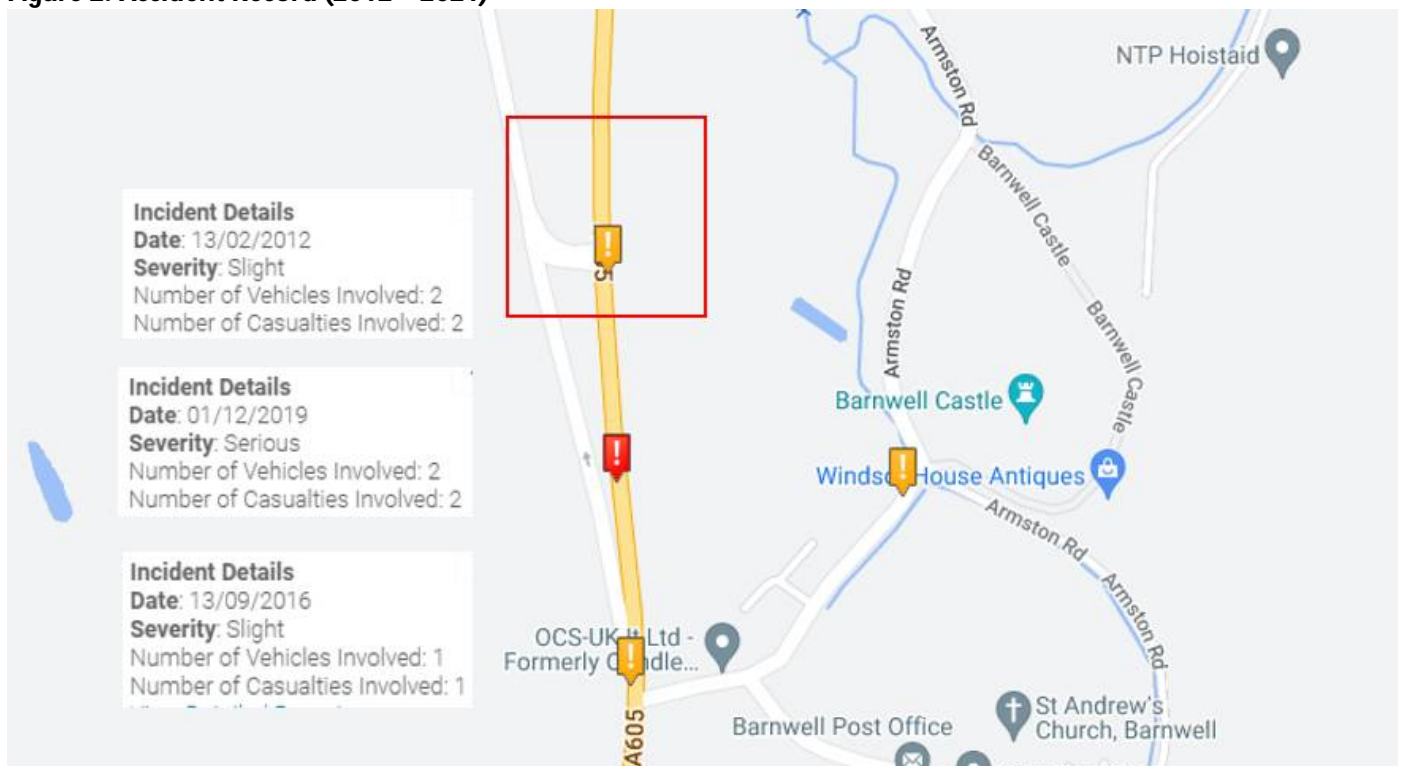 Incident Details
Date: 13/02/2012
Severity: Slight
Number of Vehicles Involved: 2
Number of Casualties Involved: 2
Incident Details
Date: 01/12/2019
Severity: Serious
Number of Vehicles Involved: 2
Number of Casualties Involved: 2
Incident Details
Date: 13/09/2016
Severity: Slight
Number of Vehicles Involved: 1
Number of Casualties Involved: 1
NTP Hoistaid
Armston Rd
Barnwell Castle
Barnwell Castle
Armston Rd
Barnwell Castle
House Antiques
Armston Rd
Armston Rd
OCS-UK Ltd -
Formerly
A605
Barnwell Post Office
St Andrew's
Church, Barnwell